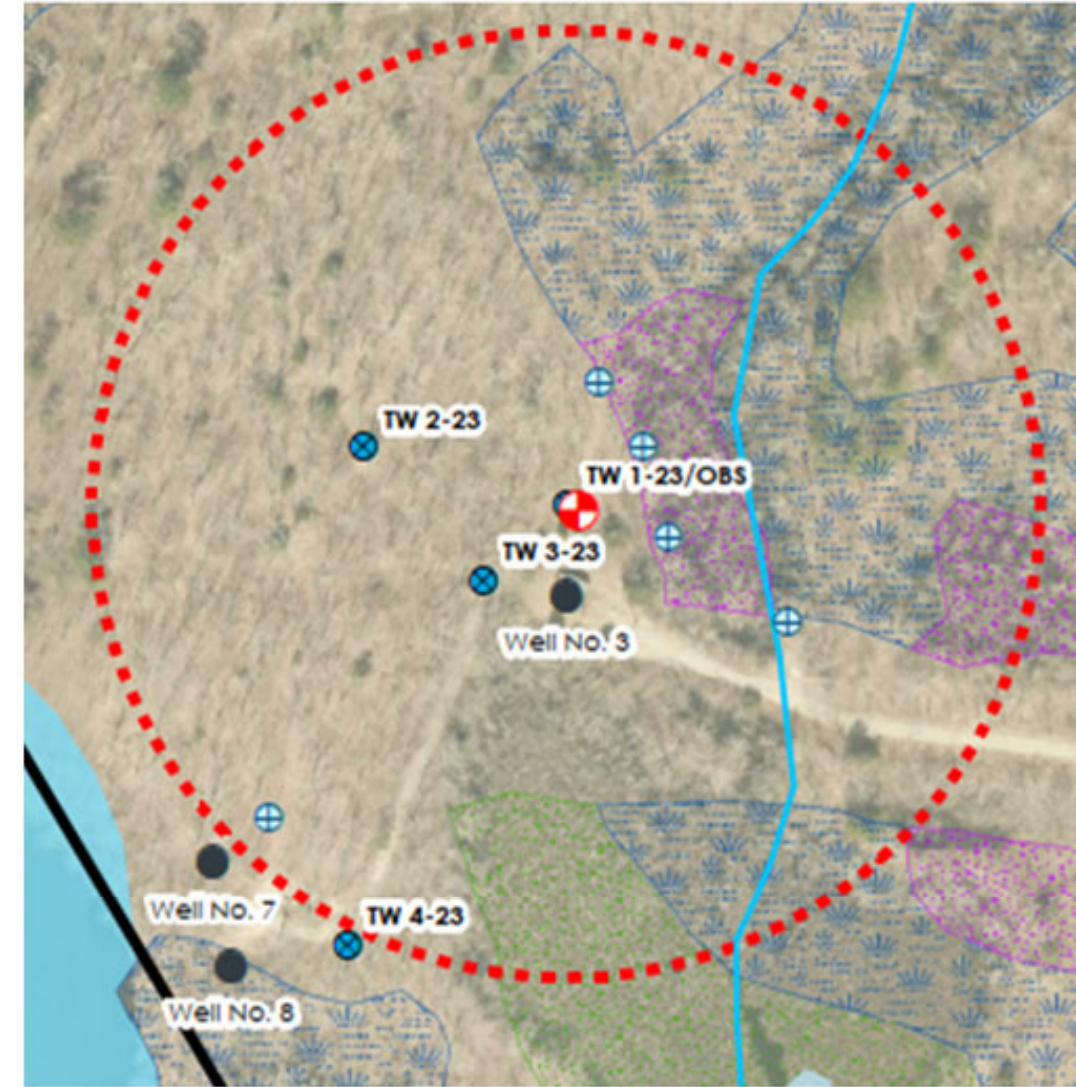 TW 2-23
TW 1-23/OBS
TW 3-23
Well No. 3
Well No. 7
TW 4-23
Well No. 8